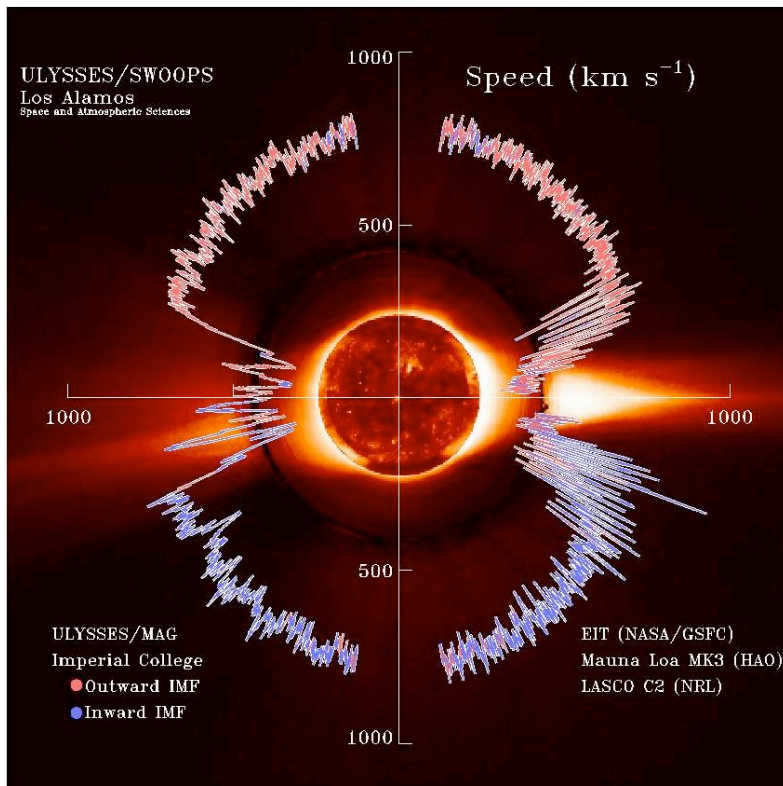 ULYSSES/SWOOPS
Los Alamos
Space and Atmospheric Sciences
Speed (km s⁻¹)
1000
500
1000
1000
500
1000
ULYSSES/MAG
Imperial College
Outward IMF
Inward IMF
EIT (NASA/GSFC)
Mauna Loa MK3 (HAO)
LASCO C2 (NRL)